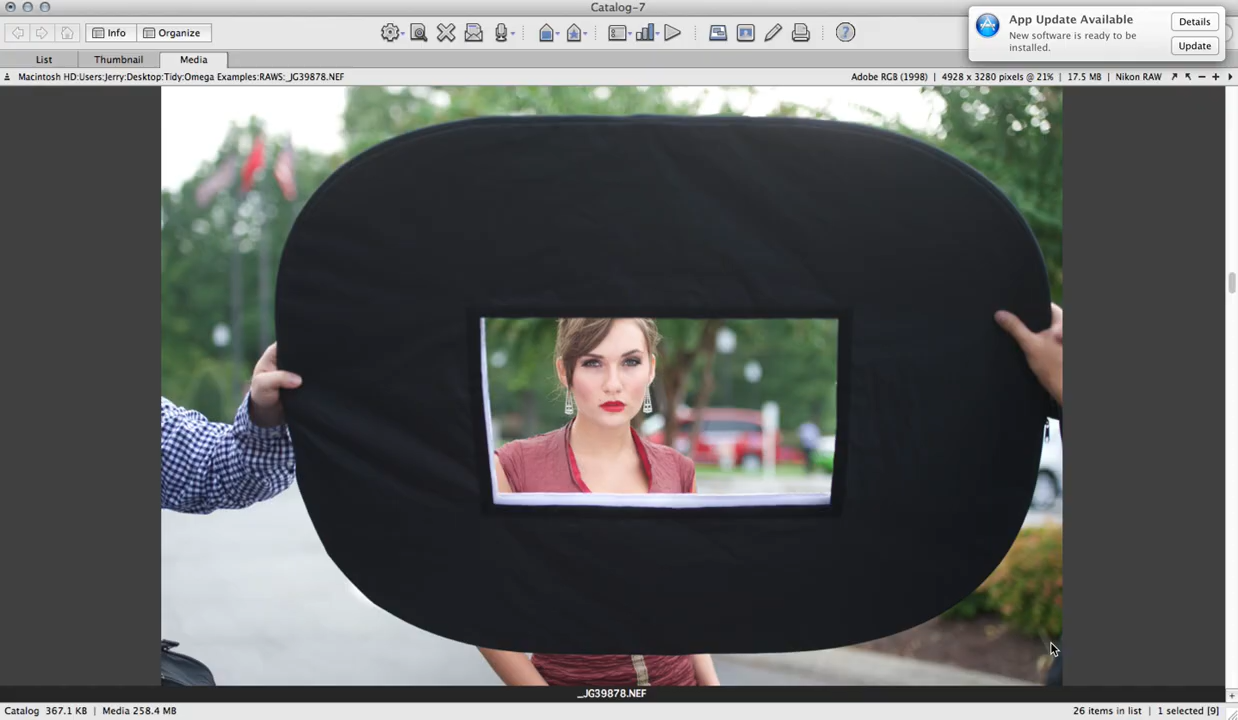 Catalog-7
App Update Available
New software is ready to be
installed.
Details
Update
Info
Organize
List
Thumbnail
Media
Macintosh HD:Users:Jerry:Desktop:Tidy:Omega Examples:RAWS:_JG39878.NEF
Adobe RGB (1998) | 4928 x 3280 pixels @ 21% | 17.5 MB | Nikon RAW
_JG39878.NEF
Catalog 367.1 KB | Media 258.4 MB
26 items in list | 1 selected [9]